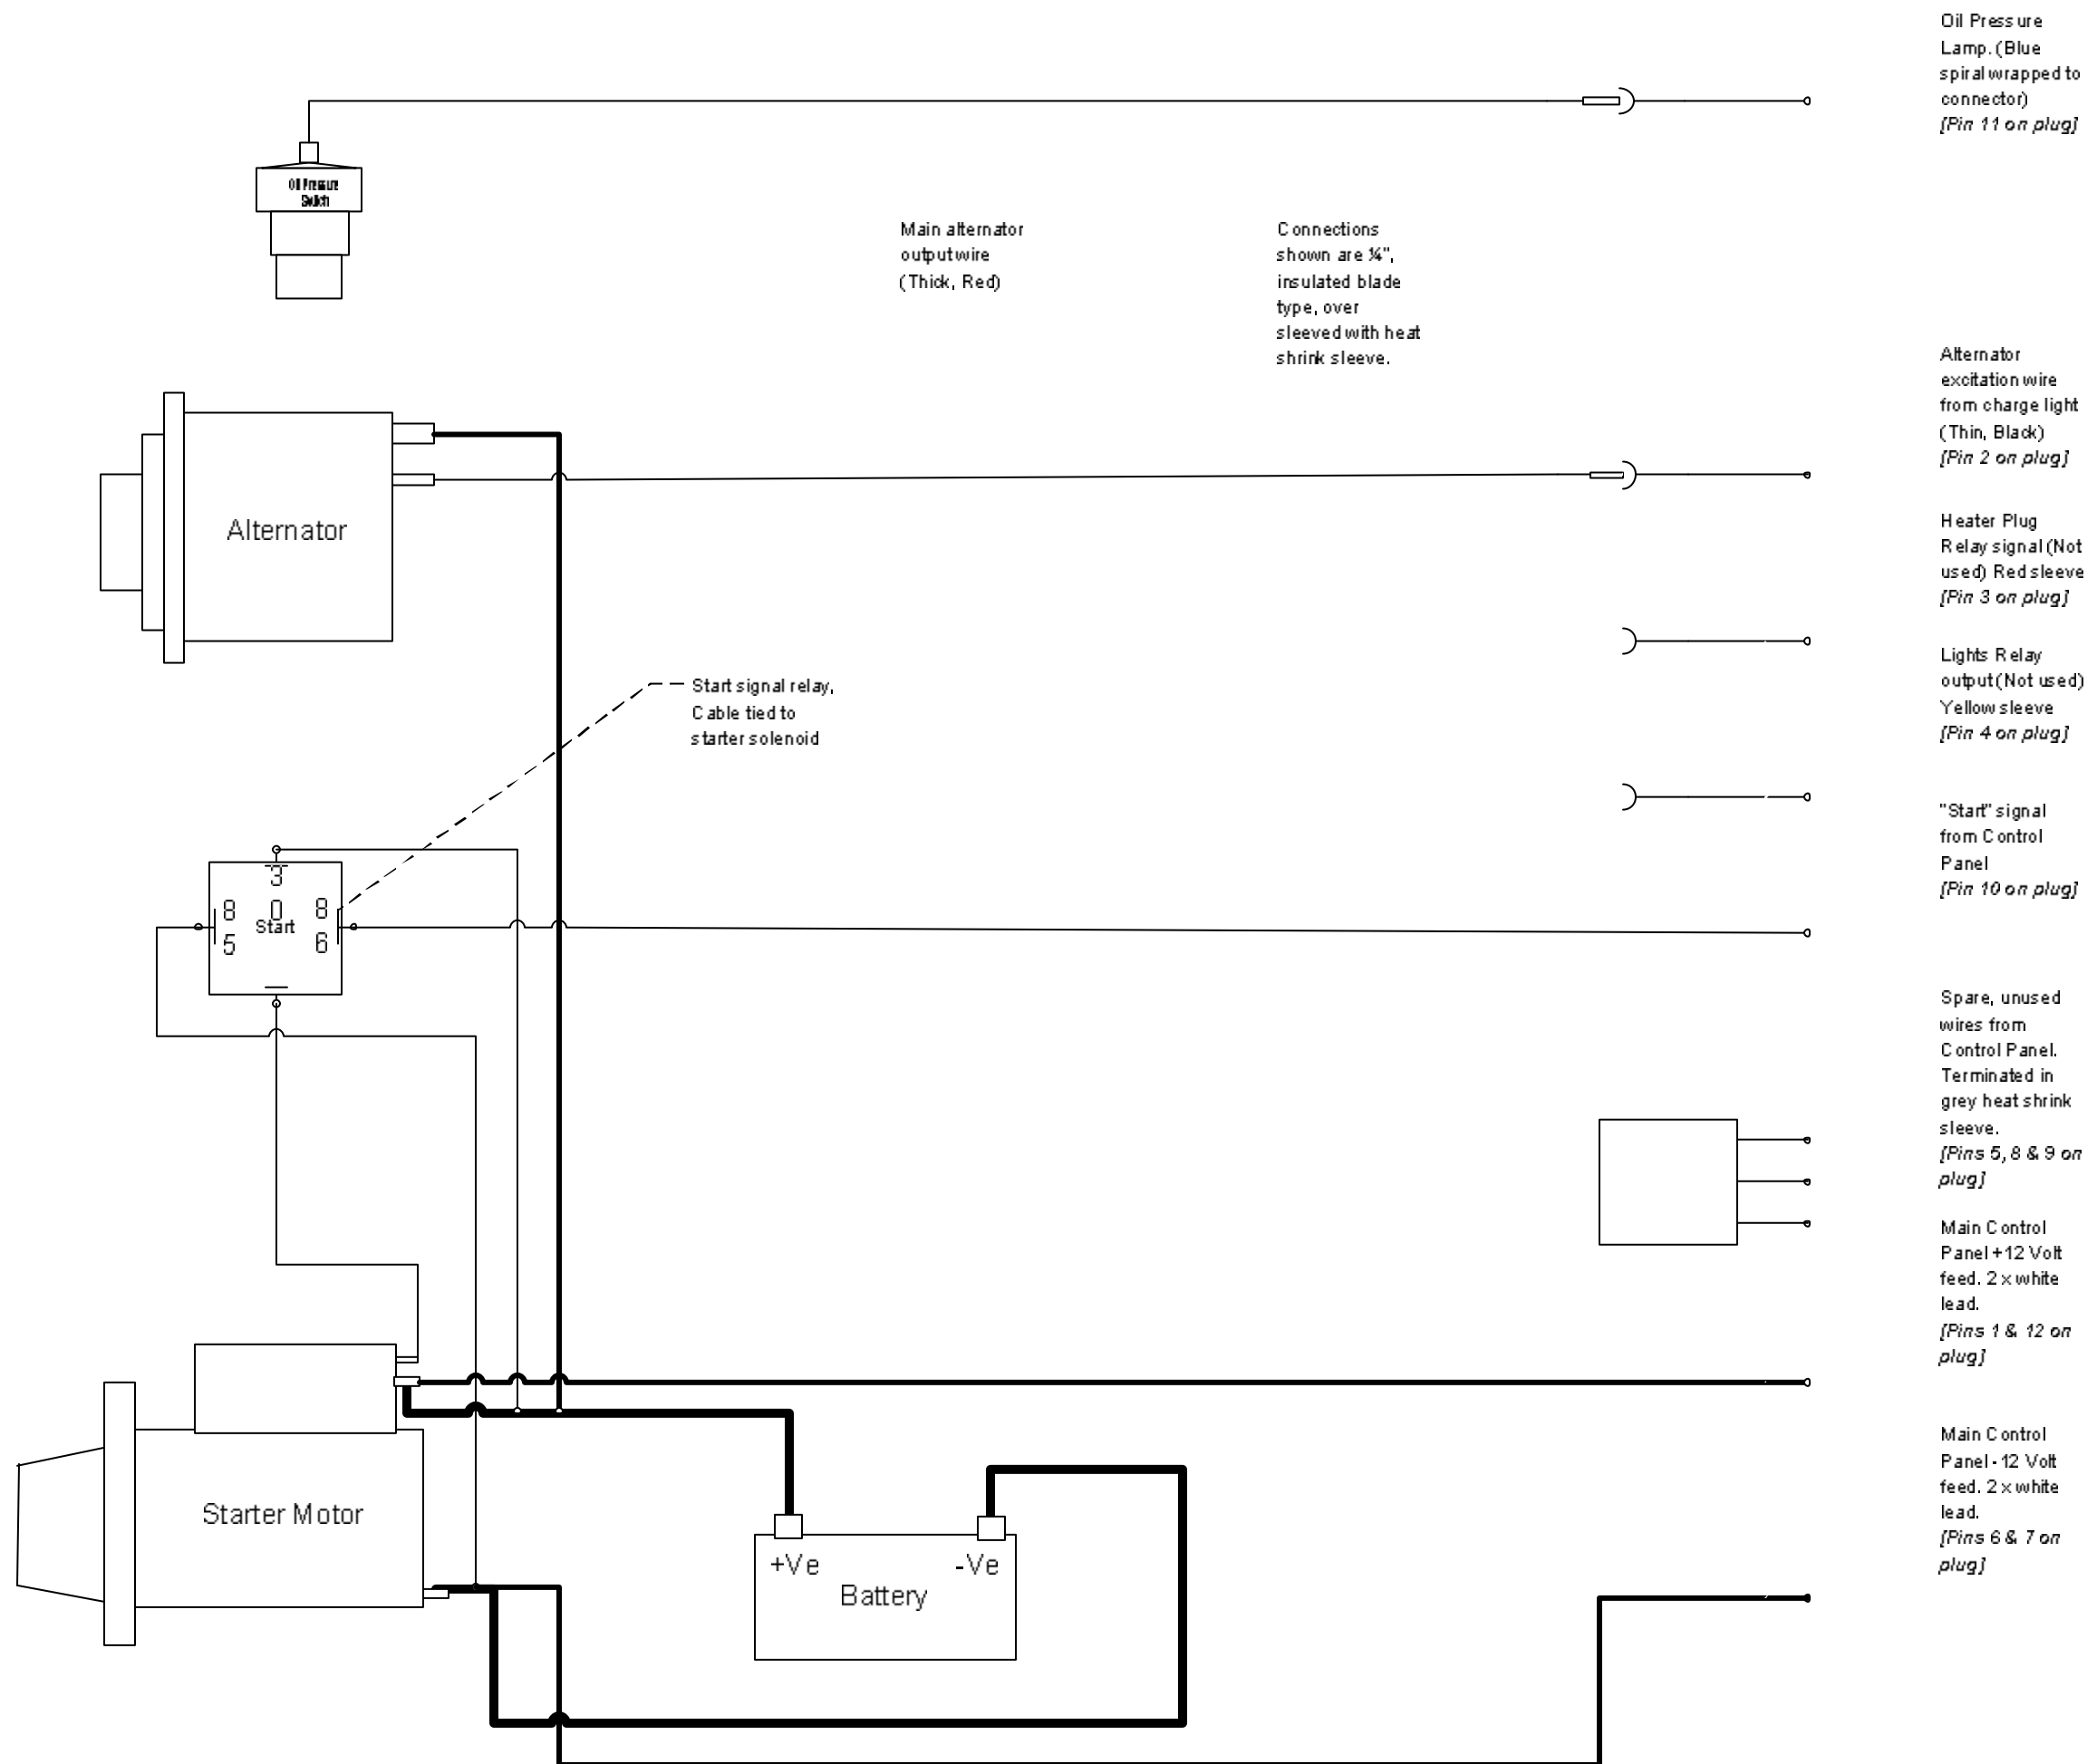 Oil Pressure
Lamp. (Blue
spiral wrapped to
connector)
[Pin 11 on plug]
Oil Pressure
Switch
Main alternator
output wire
(Thick, Red)
Connections
shown are ¼",
insulated blade
type, over
sleeved with heat
shrink sleeve.
Alternator
excitation wire
from charge light
(Thin, Black)
[Pin 2 on plug]
Alternator
Heater Plug
Relay signal (Not
used) Red sleeve
[Pin 3 on plug]
Lights Relay
output (Not used)
Yellow sleeve
[Pin 4 on plug]
Start signal relay,
Cable tied to
starter solenoid
"Start" signal
from Control
Panel
[Pin 10 on plug]
3
0
8
5
Start
8
6
Spare, unused
wires from
Control Panel.
Terminated in
grey heat shrink
sleeve.
[Pins 5, 8 & 9 on
plug]
Main Control
Panel +12 Volt
feed. 2 x white
lead.
[Pins 1 & 12 on
plug]
Main Control
Panel - 12 Volt
feed. 2 x white
lead.
[Pins 6 & 7 on
plug]
Starter Motor
+Ve
-Ve
Battery